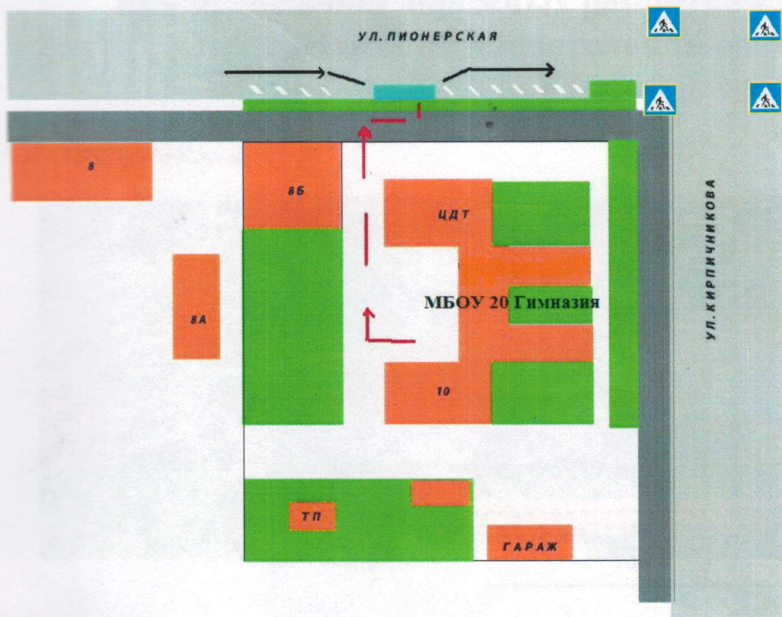 УЛ. ПИОНЕРСКАЯ
8
8Б
ЦДТ
УЛ. КИРПИЧНИКОВА
8А
МБОУ 20 Гимназия
10
ТП
ГАРАЖ